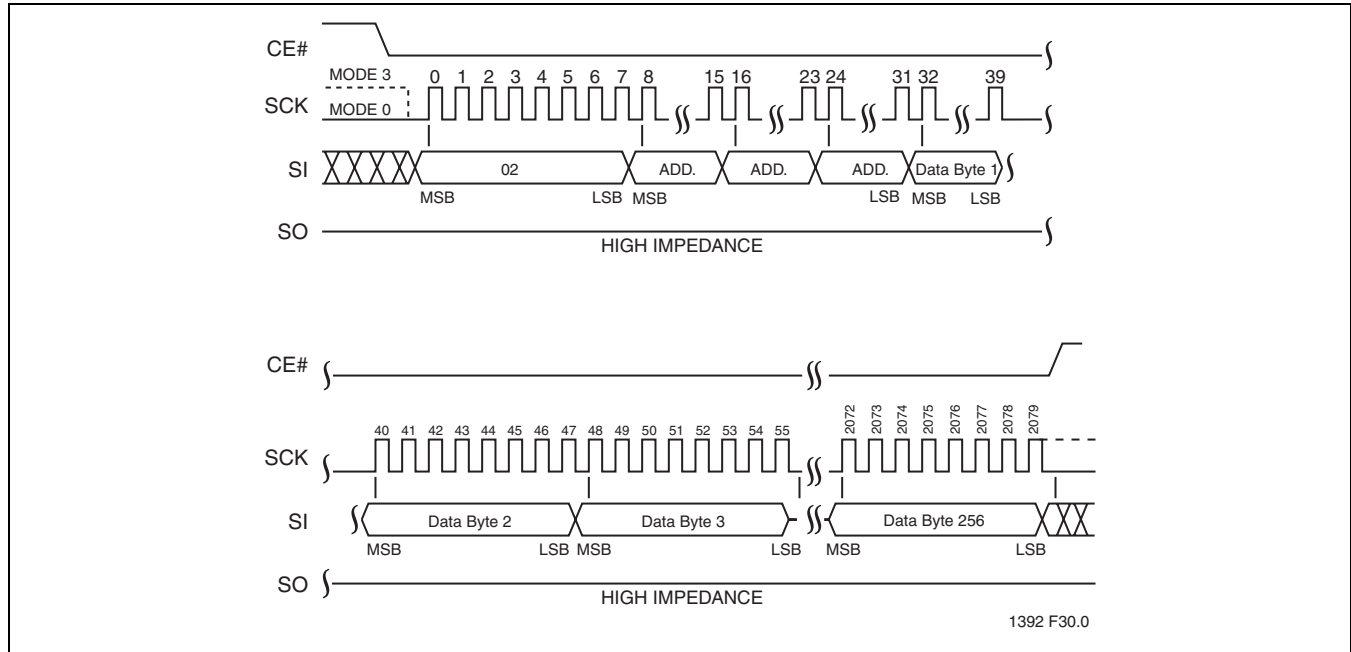 CE#
MODE 3
0 1 2 3 4 5 6 7 8 15 16 23 24 31 32 39
SCK
MODE 0
SI
02 ADD. ADD. ADD. Data Byte 1
MSB LSB MSB LSB MSB LSB
SO
HIGH IMPEDANCE
CE#
40 41 42 43 44 45 46 47 48 49 50 51 52 53 54 55 2072 2073 2074 2075 2076 2077 2078 2079
SCK
SI
Data Byte 2 Data Byte 3 Data Byte 256
MSB LSB MSB LSB MSB LSB
SO
HIGH IMPEDANCE
1392 F30.0